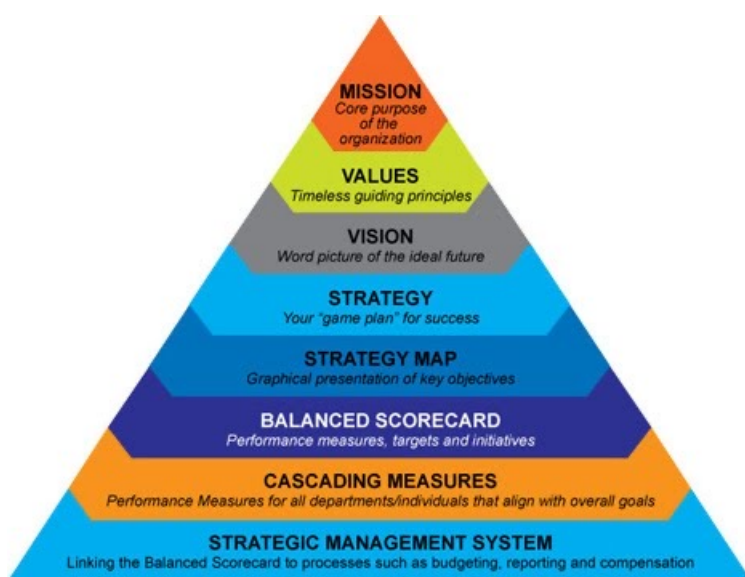 MISSION
Core purpose
of the
organization
VALUES
Timeless guiding principles
VISION
Word picture of the ideal future
STRATEGY
Your “game plan” for success
STRATEGY MAP
Graphical presentation of key objectives
BALANCED SCORECARD
Performance measures, targets and initiatives
CASCADING MEASURES
Performance Measures for all departments/individuals that align with overall goals
STRATEGIC MANAGEMENT SYSTEM
Linking the Balanced Scorecard to processes such as budgeting, reporting and compensation